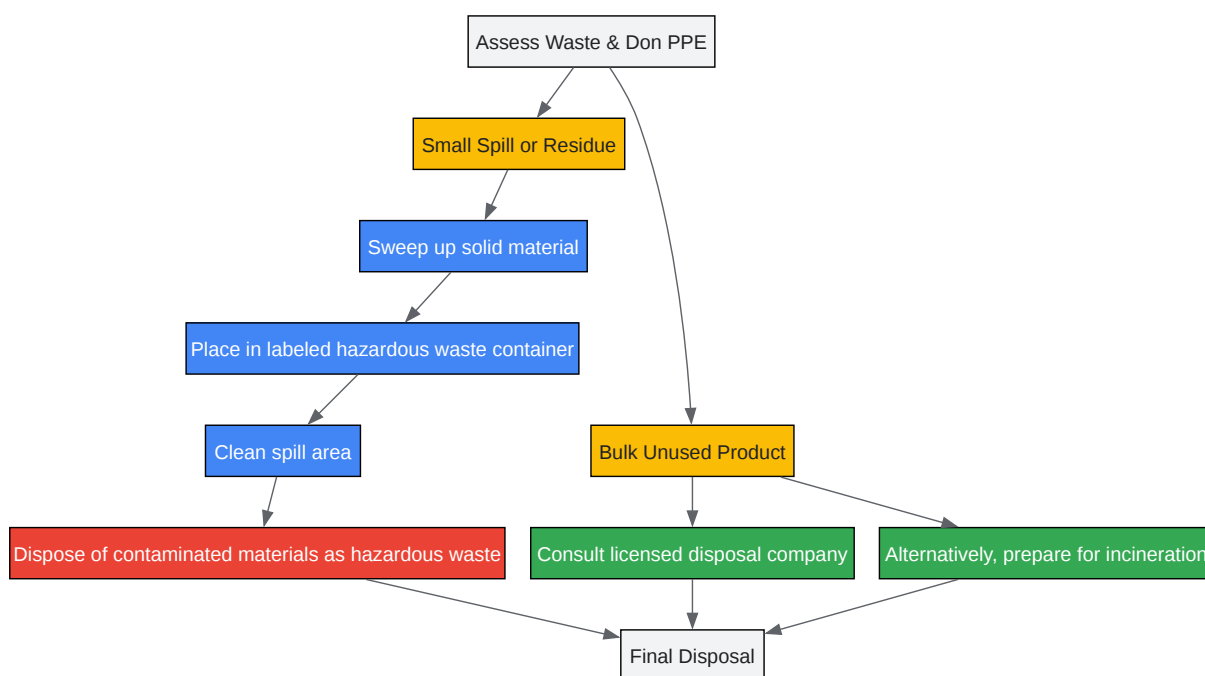 Assess Waste & Don PPE
Small Spill or Residue
Sweep up solid material
Place in labeled hazardous waste container
Clean spill area
Bulk Unused Product
Dispose of contaminated materials as hazardous waste
Consult licensed disposal company
Alternatively, prepare for incineration
Final Disposal